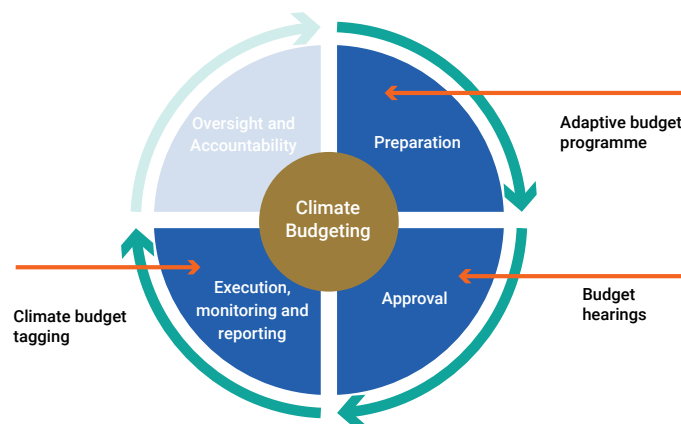 Oversight and
Accountability
Preparation
Adaptive budget
programme
Climate
Budgeting
Execution,
monitoring and
reporting
Approval
Climate budget
tagging
Budget
hearings